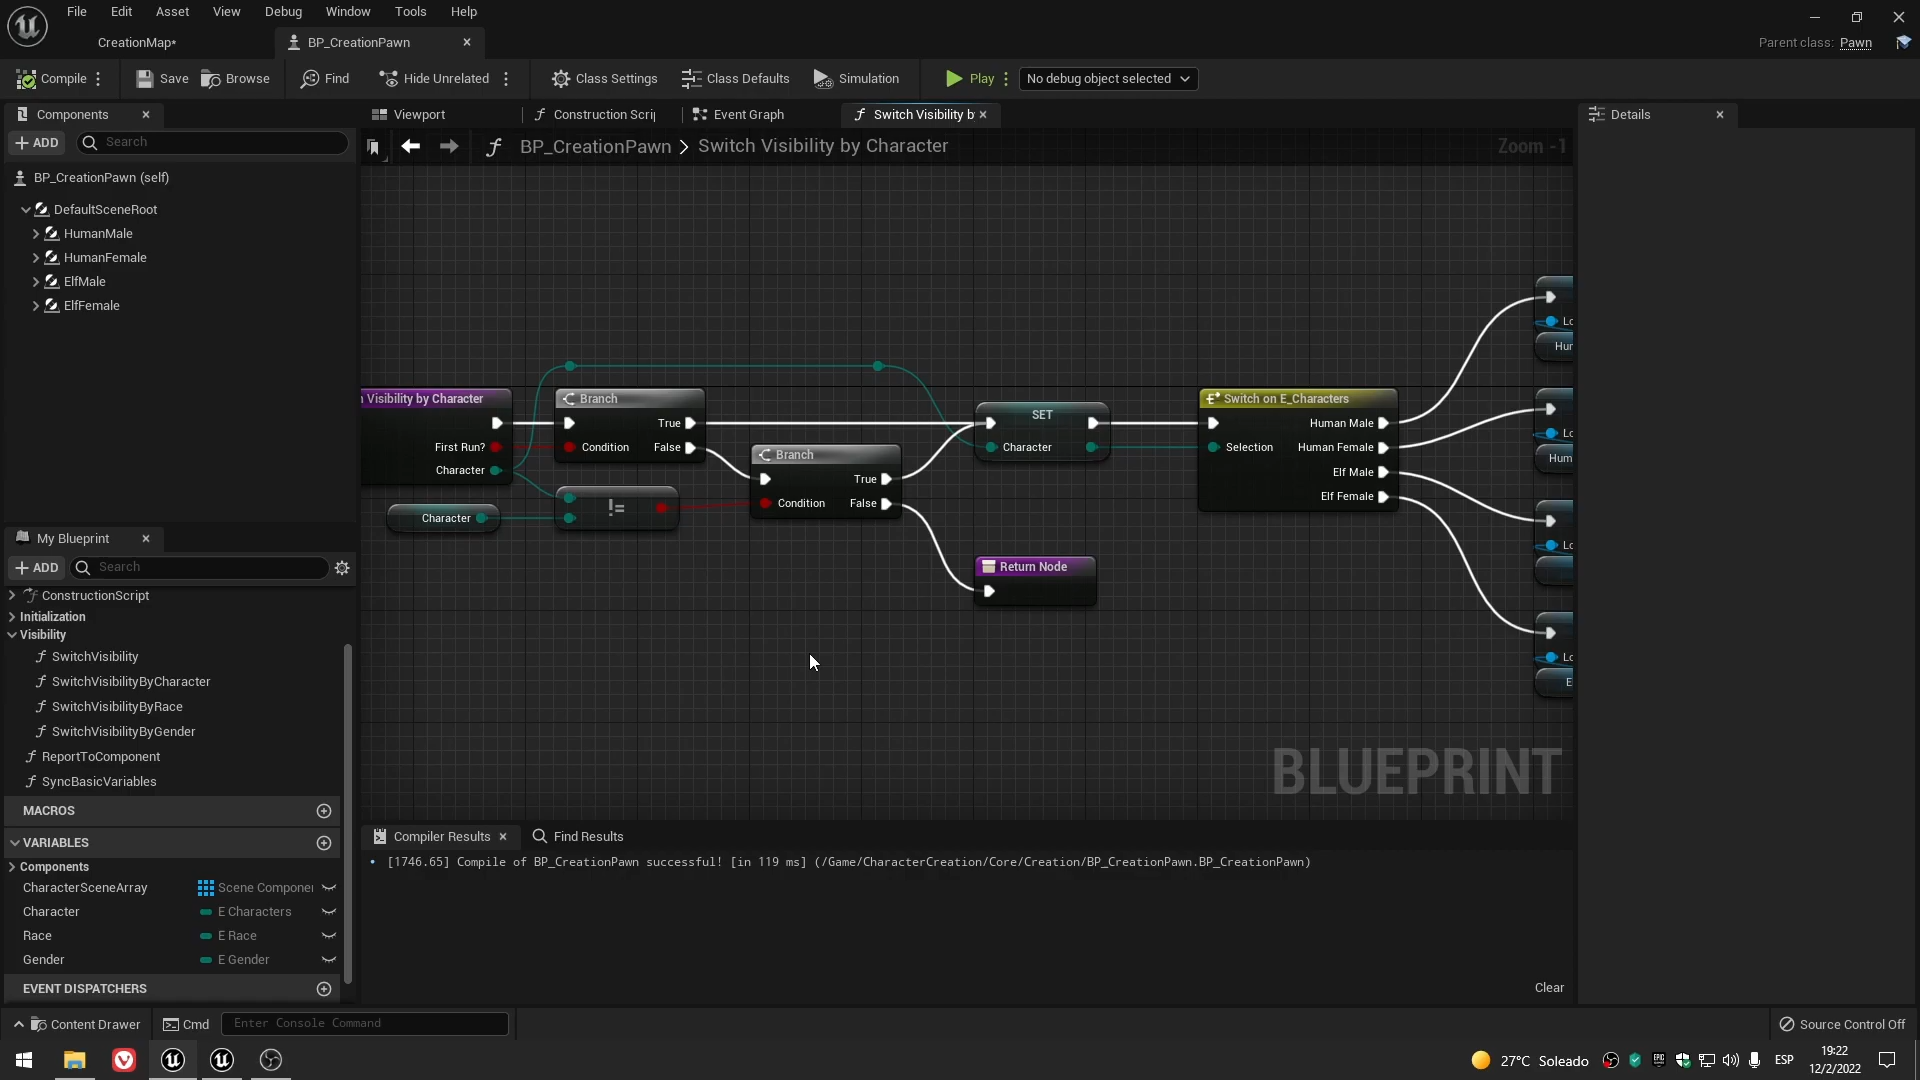 File Edit Asset View Debug Window Tools Help
CreationMap*
BP_CreationPawn
Parent class: Pawn
Compile
Save
Browse
Find
Hide Unrelated
Class Settings
Class Defaults
Simulation
Play
No debug object selected
Components
ADD
Search
BP_CreationPawn (self)
DefaultSceneRoot
HumanMale
HumanFemale
ElfMale
ElfFemale
Viewport
Construction Scri
Event Graph
Switch Visibility b
BP_CreationPawn > Switch Visibility by Character
Zoom -1
Visibility by Character
First Run?
Character
Character
Branch
True
Condition
False
!=
Branch
True
Condition
False
SET
Character
Return Node
Switch on E_Characters
Human Male
Selection
Human Female
Elf Male
Elf Female
Lo
Hur
Lo
Hum
Lo
Lo
E
BLUEPRINT
Details
My Blueprint
ADD
Search
ConstructionScript
Initialization
Visibility
SwitchVisibility
SwitchVisibilityByCharacter
SwitchVisibilityByRace
SwitchVisibilityByGender
ReportToComponent
SyncBasicVariables
MACROS
VARIABLES
Components
CharacterSceneArray Scene Componer
Character E Characters
Race E Race
Gender E Gender
EVENT DISPATCHERS
Compiler Results
Find Results
[1746.65] Compile of BP_CreationPawn successful! [in 119 ms] (/Game/CharacterCreation/Core/Creation/BP_CreationPawn.BP_CreationPawn)
Clear
Content Drawer
Cmd
Enter Console Command
Source Control Off
27°C Soleado
ESP
19:22
12/2/2022